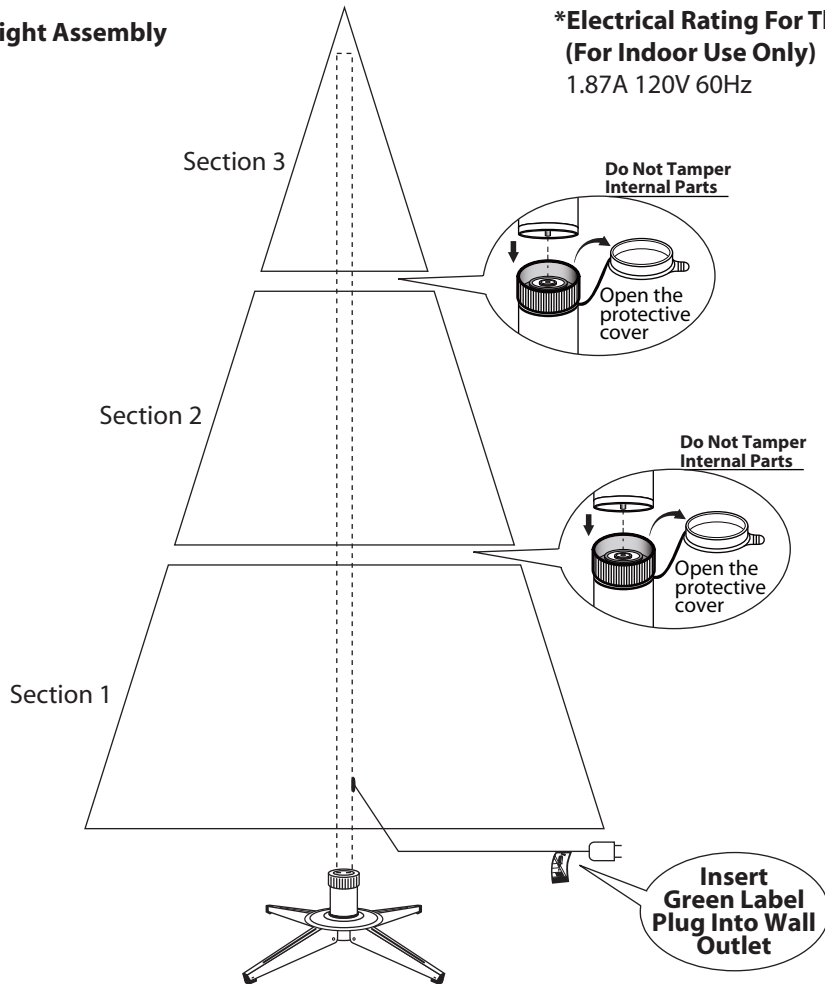 ight Assembly
*Electrical Rating For Th
(For Indoor Use Only)
1.87A 120V 60Hz
Section 3
Do Not Tamper
Internal Parts
Open the
protective
cover
Section 2
Do Not Tamper
Internal Parts
Open the
protective
cover
Section 1
Insert
Green Label
Plug Into Wall
Outlet